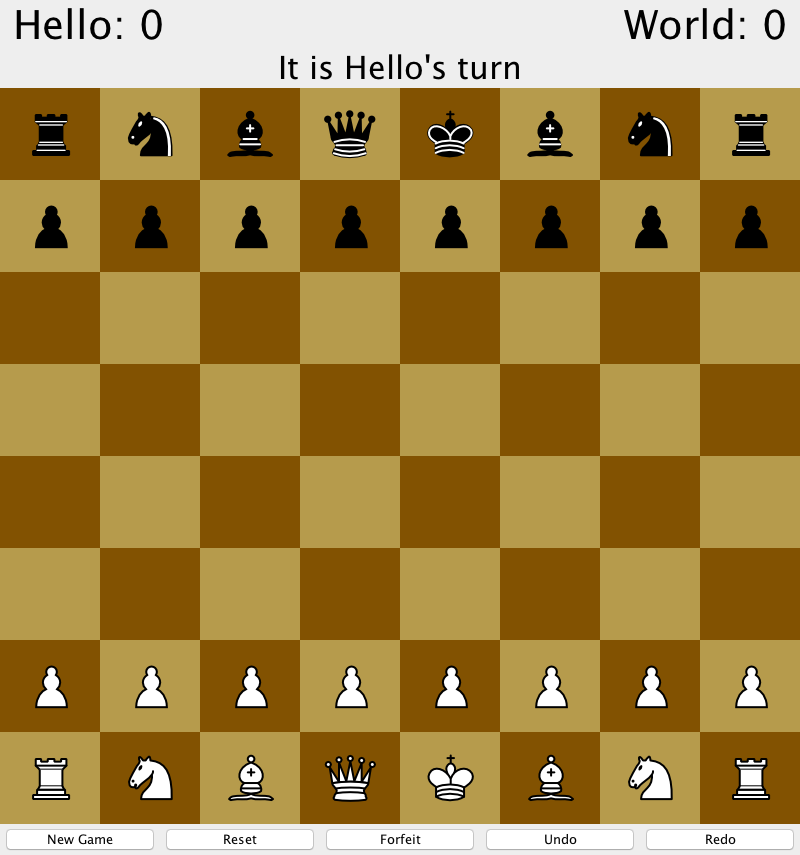 Hello: 0
World: 0
It is Hello's turn
New Game
Reset
Forfeit
Undo
Redo